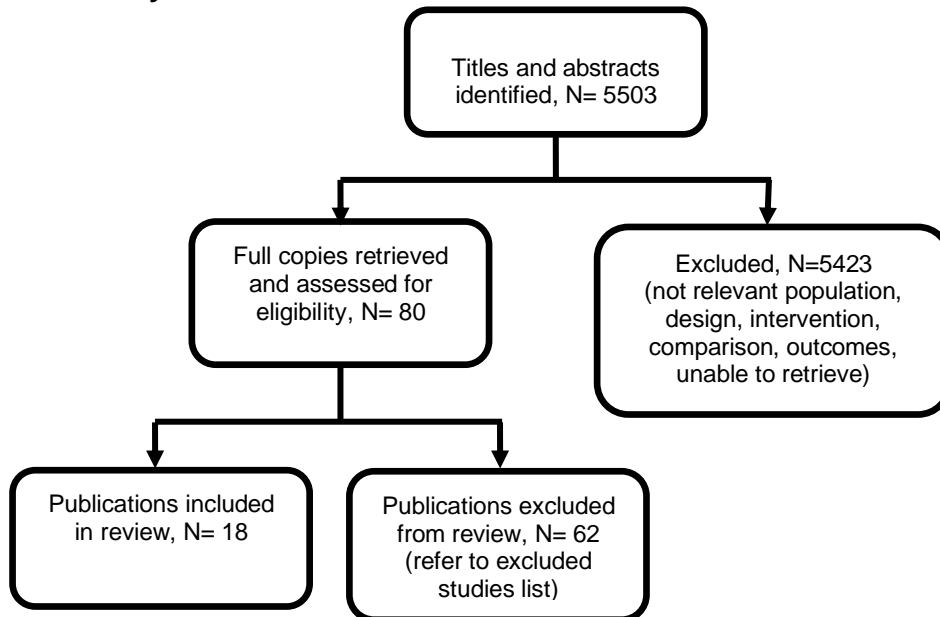 Titles and abstracts
identified, N= 5503
Full copies retrieved
and assessed for
eligibility, N= 80
Excluded, N=5423
(not relevant population,
design, intervention,
comparison, outcomes,
unable to retrieve)
Publications included
in review, N= 18
Publications excluded
from review, N= 62
(refer to excluded
studies list)